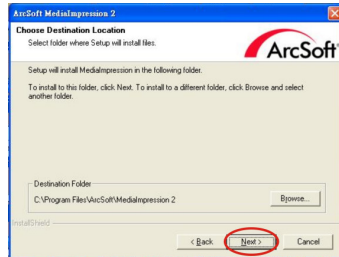 ArcSoft MediaImpression 2
Choose Destination Location
Select folder where Setup will install files.
ArcSoft
Setup will install MediaImpression in the following folder.
To install to this folder, click Next. To install to a different folder, click Browse and select
another folder.
Destination Folder
C:\Program Files\ArcSoft\MediaImpression 2
Browse...
InstallShield
< Back
Next >
Cancel